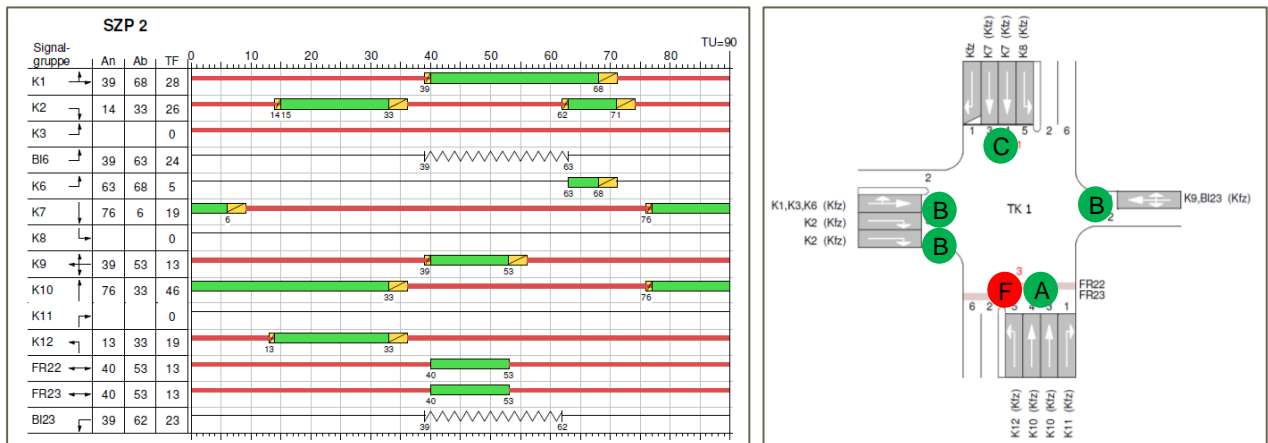 SZP 2
TU=90
Signal-
gruppe An Ab TF
0 10 20 30 40 50 60 70 80
K1 39 68 28
39 68
K2 14 33 26
14 15 33 62 71
K3 0
BI6 39 63 24
39 63
K6 63 68 5
63 68
K7 76 6 19
6 76
K8 0
K9 39 53 13
39 53
K10 76 33 46
33 76
K11 0
K12 13 33 19
13 33
FR22 40 53 13
40 53
FR23 40 53 13
40 53
BI23 39 62 23
39 62
Kfz
K7 (Kfz)
K7 (Kfz)
K8 (Kfz)
1 3 5 2 6
C 1
2
K1,K3,K6 (Kfz)
K2 (Kfz)
K2 (Kfz)
B
B
TK 1
B
2
K9,BI23 (Kfz)
3
F A
FR22
FR23
6 2 5 4 3 1
K12 (Kfz)
K10 (Kfz)
K10 (Kfz)
K11 (Kfz)